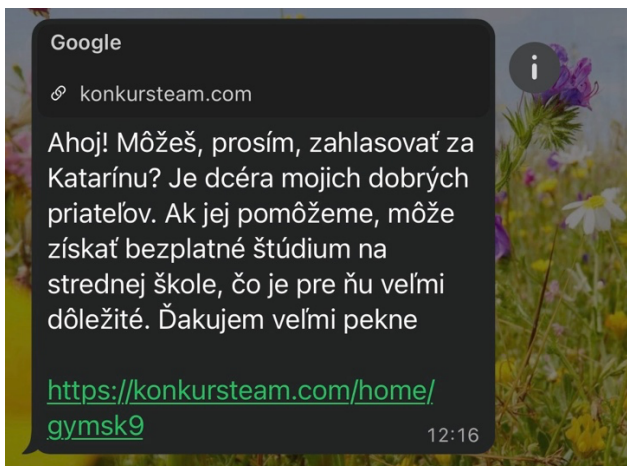 Google
konkursteam.com
Ahoj! Môžeš, prosím, zahlasovať za
Katarínu? Je dcéra mojich dobrých
priateľov. Ak jej pomôžeme, môže
získať bezplatné štúdium na
strednej škole, čo je pre ňu veľmi
dôležité. Ďakujem veľmi pekne
https://konkursteam.com/home/
gymsk9
12:16